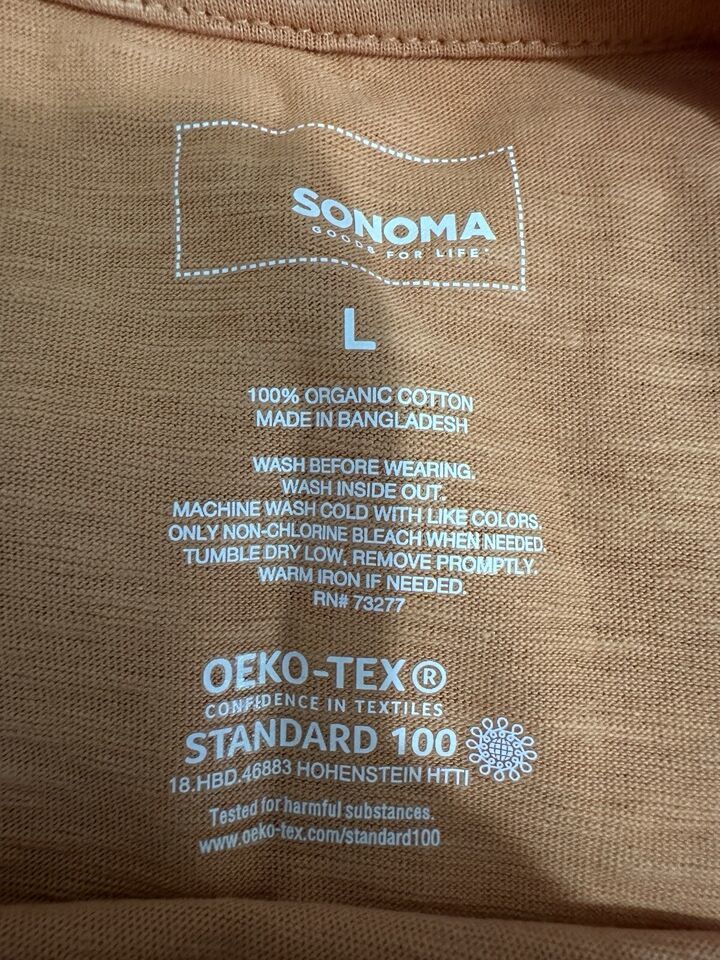 SONOMA
GOODS FOR LIFE™
L
100% ORGANIC COTTON
MADE IN BANGLADESH
WASH BEFORE WEARING.
WASH INSIDE OUT.
MACHINE WASH COLD WITH LIKE COLORS.
ONLY NON-CHLORINE BLEACH WHEN NEEDED.
TUMBLE DRY LOW, REMOVE PROMPTLY.
WARM IRON IF NEEDED.
RN# 73277
OEKO-TEX®
CONFIDENCE IN TEXTILES
STANDARD 100
18.HBD.46883 HOHENSTEIN HTTI
Tested for harmful substances.
www.oeko-tex.com/standard100